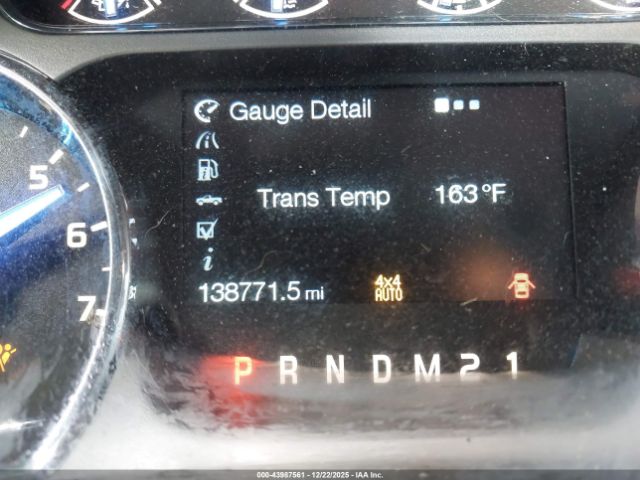 Gauge Detail
5
Trans Temp 163°F
6
i
138771.5 mi 4x4 AUTO
7
P R N D M 2 1
000-43987561 - 12/22/2025 - IAA Inc.